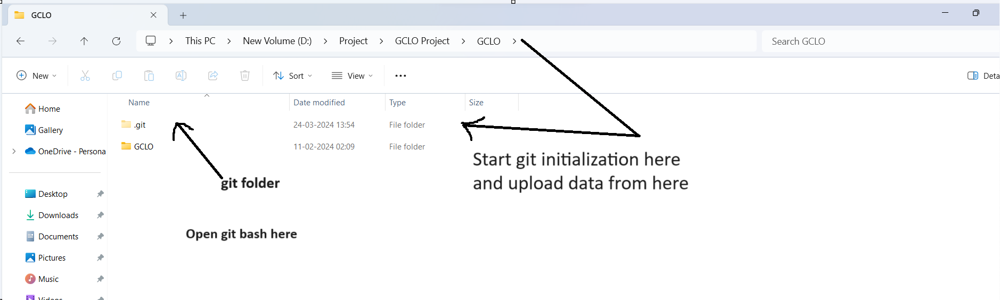 GCLO
This PC > New Volume (D:) > Project > GCLO Project > GCLO >
Search GCLO
New
Sort
View
Deta
Name
Date modified
Type
Size
Home
.git
24-03-2024 13:54
File folder
Gallery
GCLO
11-02-2024 02:09
File folder
OneDrive - Persona
Start git initialization here
and upload data from here
git folder
Open git bash here
Desktop
Downloads
Documents
Pictures
Music
Videos